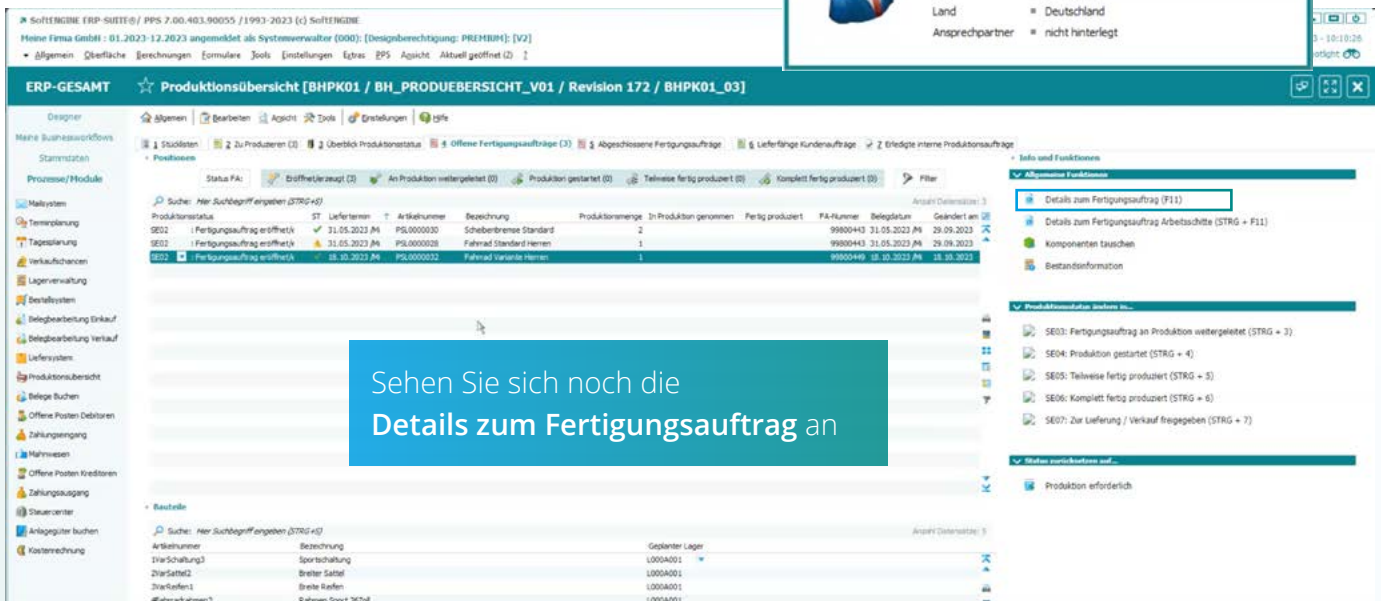 SoftENGINE ERP-SUITE®/ PPS 7.00.403.90055 /1993-2023 (c) SoftENGINE
Meine Firma GmbH : 01.2023-12.2023 angemeldet als Systemverwalter (000): [Designberechtigung: PREMIUM]: [V2]
Allgemein Oberfläche Berechnungen Formulare Tools Einstellungen Extras PPS Ansicht Aktuell geöffnet (2) ?
Land Deutschland
Ansprechpartner nicht hinterlegt
- 10:10:26
ERP-GESAMT
Produktionsübersicht [BHPK01 / BH_PRODUEBERSICHT_V01 / Revision 172 / BHPK01_03]
Designer
Meine Businessworkflows
Stammdaten
Prozesse/Module
Mailsystem
Terminplanung
Tagesplanung
Verkaufschancen
Lagerverwaltung
Bestellsystem
Belegbearbeitung Einkauf
Belegbearbeitung Verkauf
Liefersystem
Produktionsübersicht
Belege Buchen
Offene Posten Debitoren
Zahlungseingang
Mahnwesen
Offene Posten Kreditoren
Zahlungsausgang
Steuercenter
Anlagegüter buchen
Kostenrechnung
Allgemein Bearbeiten Ansicht Tools Einstellungen Hilfe
1 Stücklisten 2 Zu Produzieren (3) 3 Überblick Produktionsstatus 4 Offene Fertigungsaufträge (3) 5 Abgeschlossene Fertigungsaufträge 6 Lieferfähige Kundenaufträge 7 Erledigte interne Produktionsaufträge
Positionen
Status FA: Eröffnet/erzeugt (3) An Produktion weitergeleitet (0) Produktion gestartet (0) Teilweise fertig produziert (0) Komplett fertig produziert (0) Filter
Suche: Hier Suchbegriff eingeben (STRG+S) Anzahl Datensätze: 3
Produktionsstatus ST Liefertermin Artikelnummer Bezeichnung Produktionsmenge In Produktion genommen Fertig produziert FA-Nummer Belegdatum Geändert am
SE02 : Fertigungsauftrag eröffnet/e 31.05.2023 /M PSL0000030 Scheibenbremse Standard 2 99800443 31.05.2023 /M 29.09.2023
SE02 : Fertigungsauftrag eröffnet/e 31.05.2023 /M PSL0000028 Fahrrad Standard Herren 1 99800443 31.05.2023 /M 29.09.2023
SE02 : Fertigungsauftrag eröffnet/e 18.10.2023 /M PSL0000032 Fahrrad Variante Herren 1 99800449 18.10.2023 /M 18.10.2023
Sehen Sie sich noch die
Details zum Fertigungsauftrag an
Bauteile
Suche: Hier Suchbegriff eingeben (STRG+S) Anzahl Datensätze: 5
Artikelnummer Bezeichnung Geplanter Lager
1VarSchaltung3 Sportschaltung L000A001
2VarSattel2 Breiter Sattel L000A001
3VarReifen1 Breite Reifen L000A001
Info und Funktionen
Allgemeine Funktionen
Details zum Fertigungsauftrag (F11)
Details zum Fertigungsauftrag Arbeitsschitte (STRG + F11)
Komponenten tauschen
Bestandsinformation
Produktionsstatus ändern in...
SE03: Fertigungsauftrag an Produktion weitergeleitet (STRG + 3)
SE04: Produktion gestartet (STRG + 4)
SE05: Teilweise fertig produziert (STRG + 5)
SE06: Komplett fertig produziert (STRG + 6)
SE07: Zur Lieferung / Verkauf freigegeben (STRG + 7)
Status zurücksetzen auf...
Produktion erforderlich